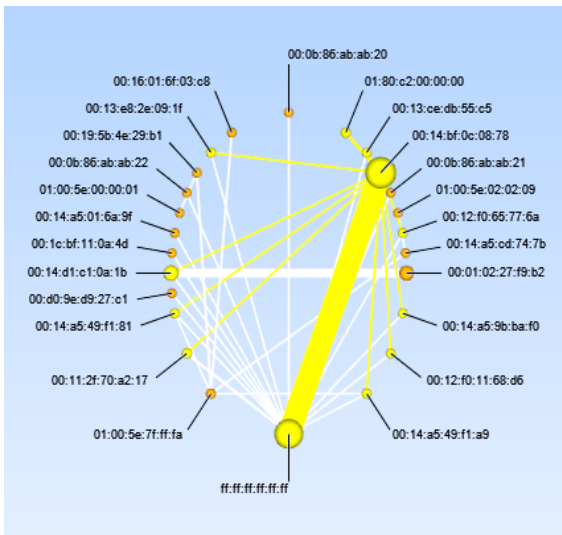 00:0b:86:ab:ab:20
00:16:01:6f:03:c8
01:80:c2:00:00:00
00:13:e8:2e:09:1f
00:13:ce:db:55:c5
00:19:5b:4e:29:b1
00:14:bf:0c:08:78
00:0b:86:ab:ab:22
00:0b:86:ab:ab:21
01:00:5e:00:00:01
01:00:5e:02:02:09
00:14:a5:01:6a:9f
00:12:f0:65:77:6a
00:1c:bf:11:0a:4d
00:14:a5:cd:74:7b
00:14:d1:c1:0a:1b
00:01:02:27:f9:b2
00:d0:9e:d9:27:c1
00:14:a5:49:f1:81
00:14:a5:9b:ba:f0
00:11:2f:70:a2:17
00:12:f0:11:68:d6
01:00:5e:7f:ff:fa
00:14:a5:49:f1:a9
ff:ff:ff:ff:ff:ff